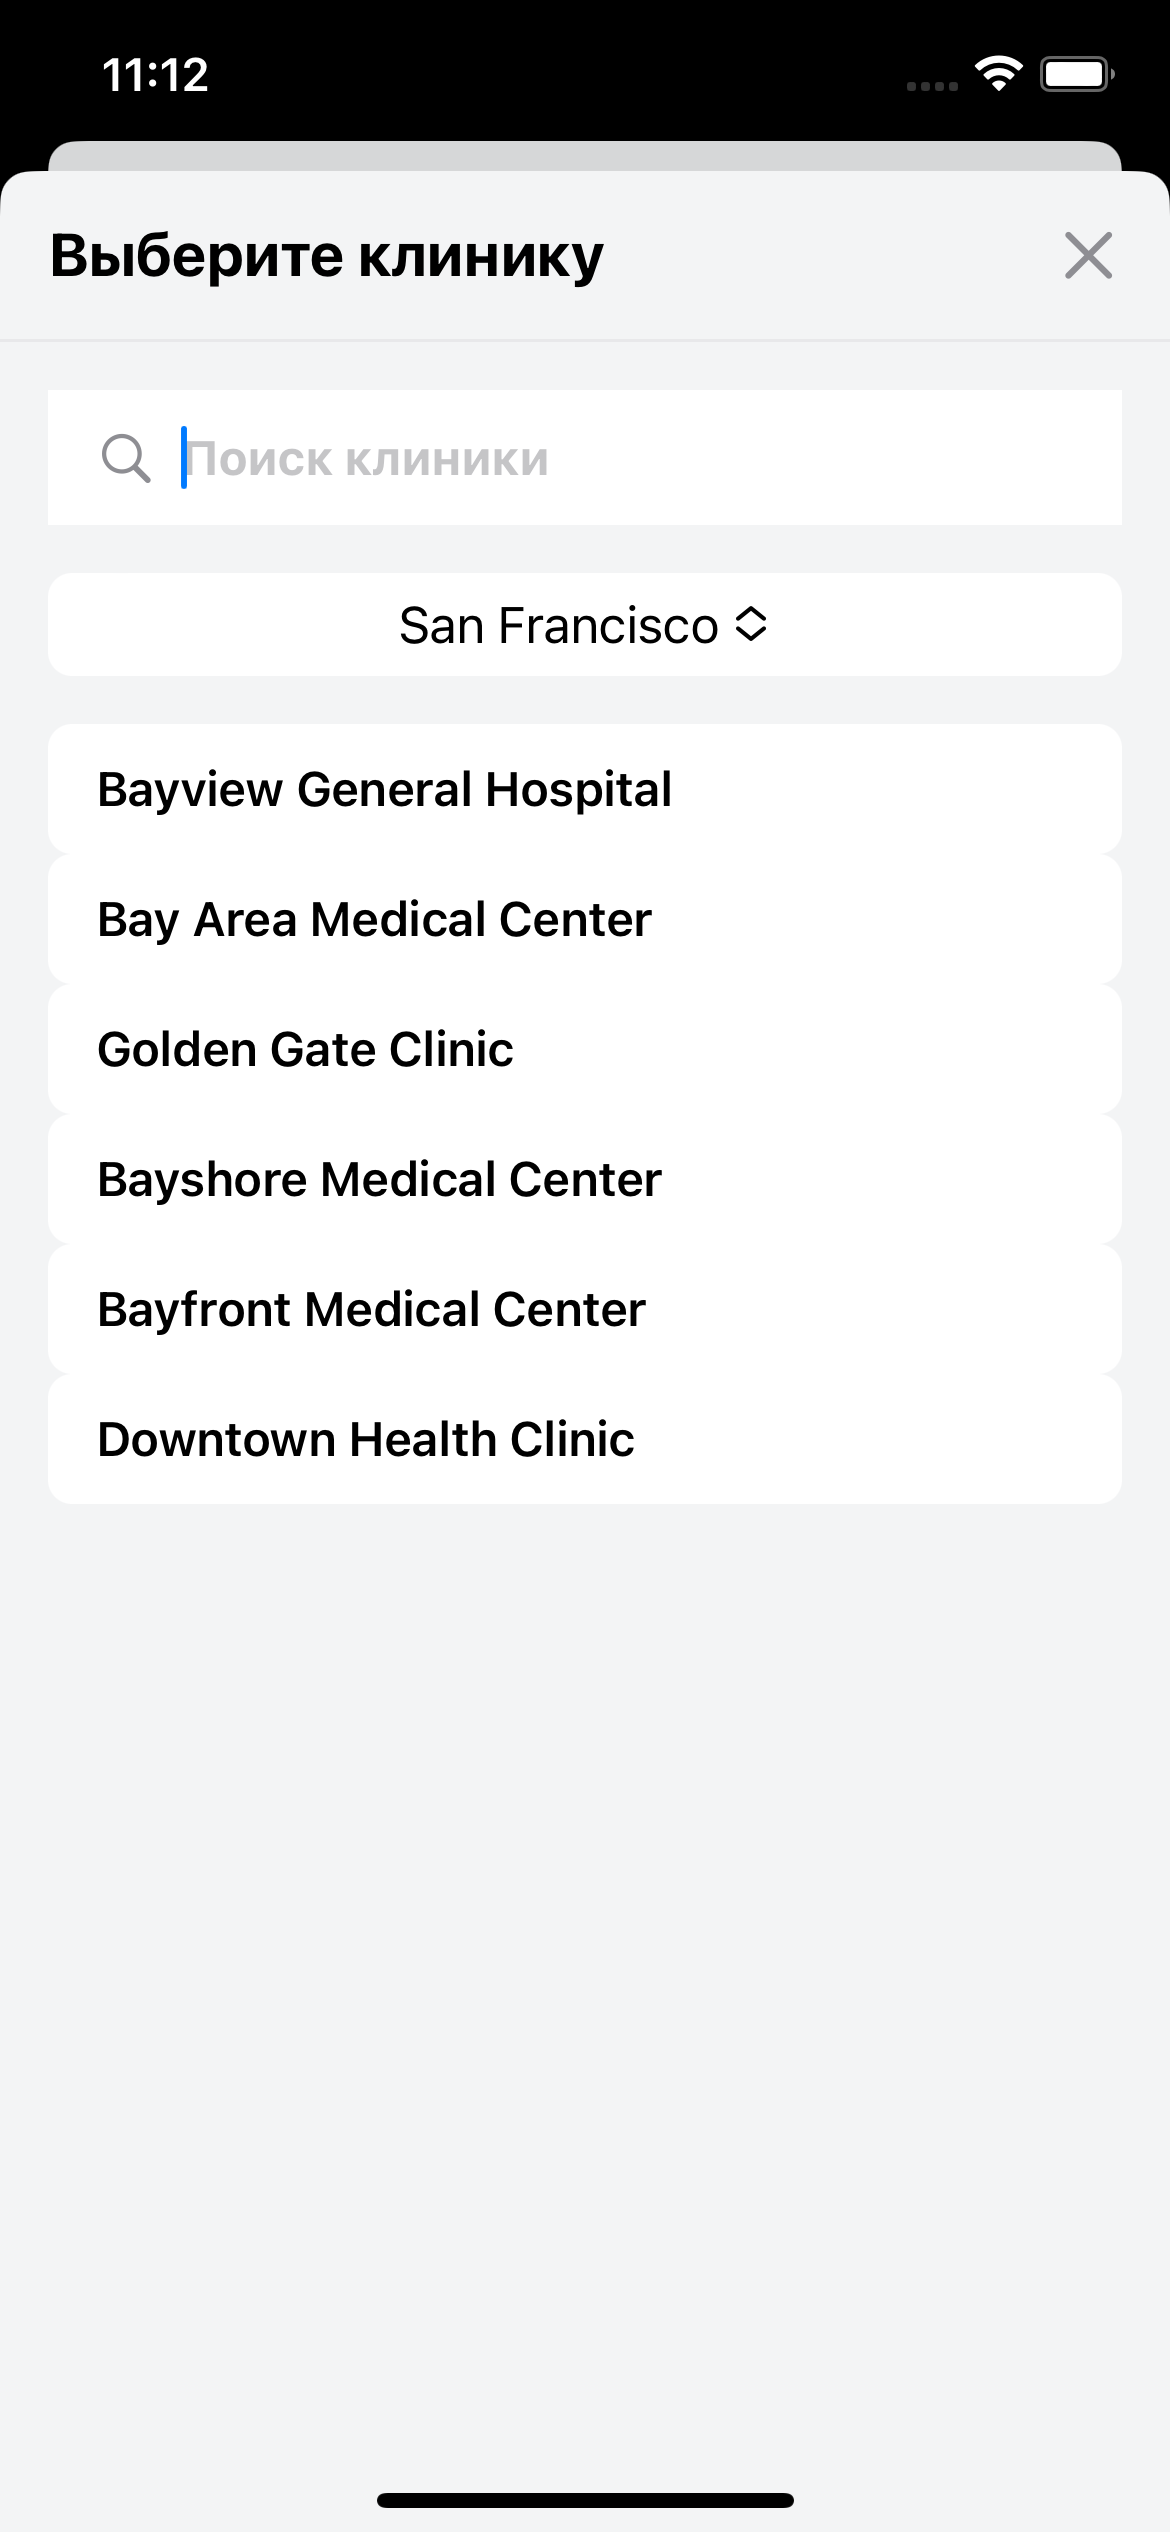 11:12
Выберите клинику
Поиск клиники
San Francisco
Bayview General Hospital
Bay Area Medical Center
Golden Gate Clinic
Bayshore Medical Center
Bayfront Medical Center
Downtown Health Clinic